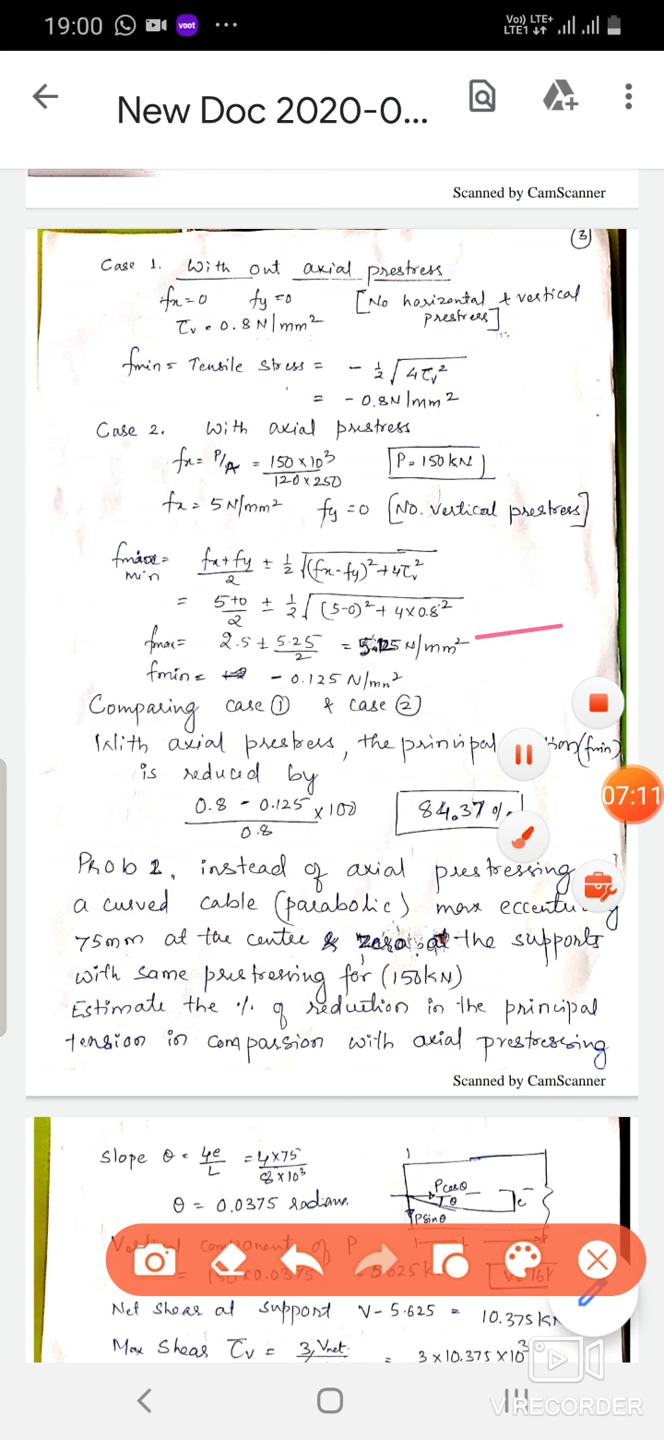 19:00
voot
Vo)) LTE+
LTE1
New Doc 2020-0...
Scanned by CamScanner
3
Case 1. With out axial prestress
fx=0 fy=0 [No horizontal + vertical prestress]
τv = 0.8 N/mm²
fmin = Tensile stress = - ½ √4τv²
= - 0.8N/mm²
Case 2. With axial prestress
fx = P/A = 150 x 10³ / 120 x 250 P = 150 kN
fx = 5 N/mm² fy = 0 [No. vertical prestress]
fmax min = fx + fy / 2 ± ½ √(fx - fy)² + 4τv²
= 5+0 / 2 ± ½ √(5-0)² + 4 x 0.8²
fmax = 2.5 + 5.25 / 2 = 5.125 N/mm²
fmin = - 0.125 N/mm²
Comparing case ① & case ②
With axial prestress, the principal (fmin)
is reduced by
0.8 - 0.125 / 0.8 x 100 84.37 %
07:11
Prob 2, instead of axial prestressing
a curved cable (parabolic) max
75mm at the centre & zero at the supports
with same prestressing for (150kN)
Estimate the % of reduction in the principal
tension in compassion with axial prestressing
Scanned by CamScanner
Slope θ = 4e / L = 4 x 75 / 8 x 10³
θ = 0.0375 radians.
Pcosθ
θ
e
Psinθ
Net shear at support V - 5.625 = 10.375 kN
Max Shear τv = 3 Vnet = 3 x 10.375 x 10³
RECORDER